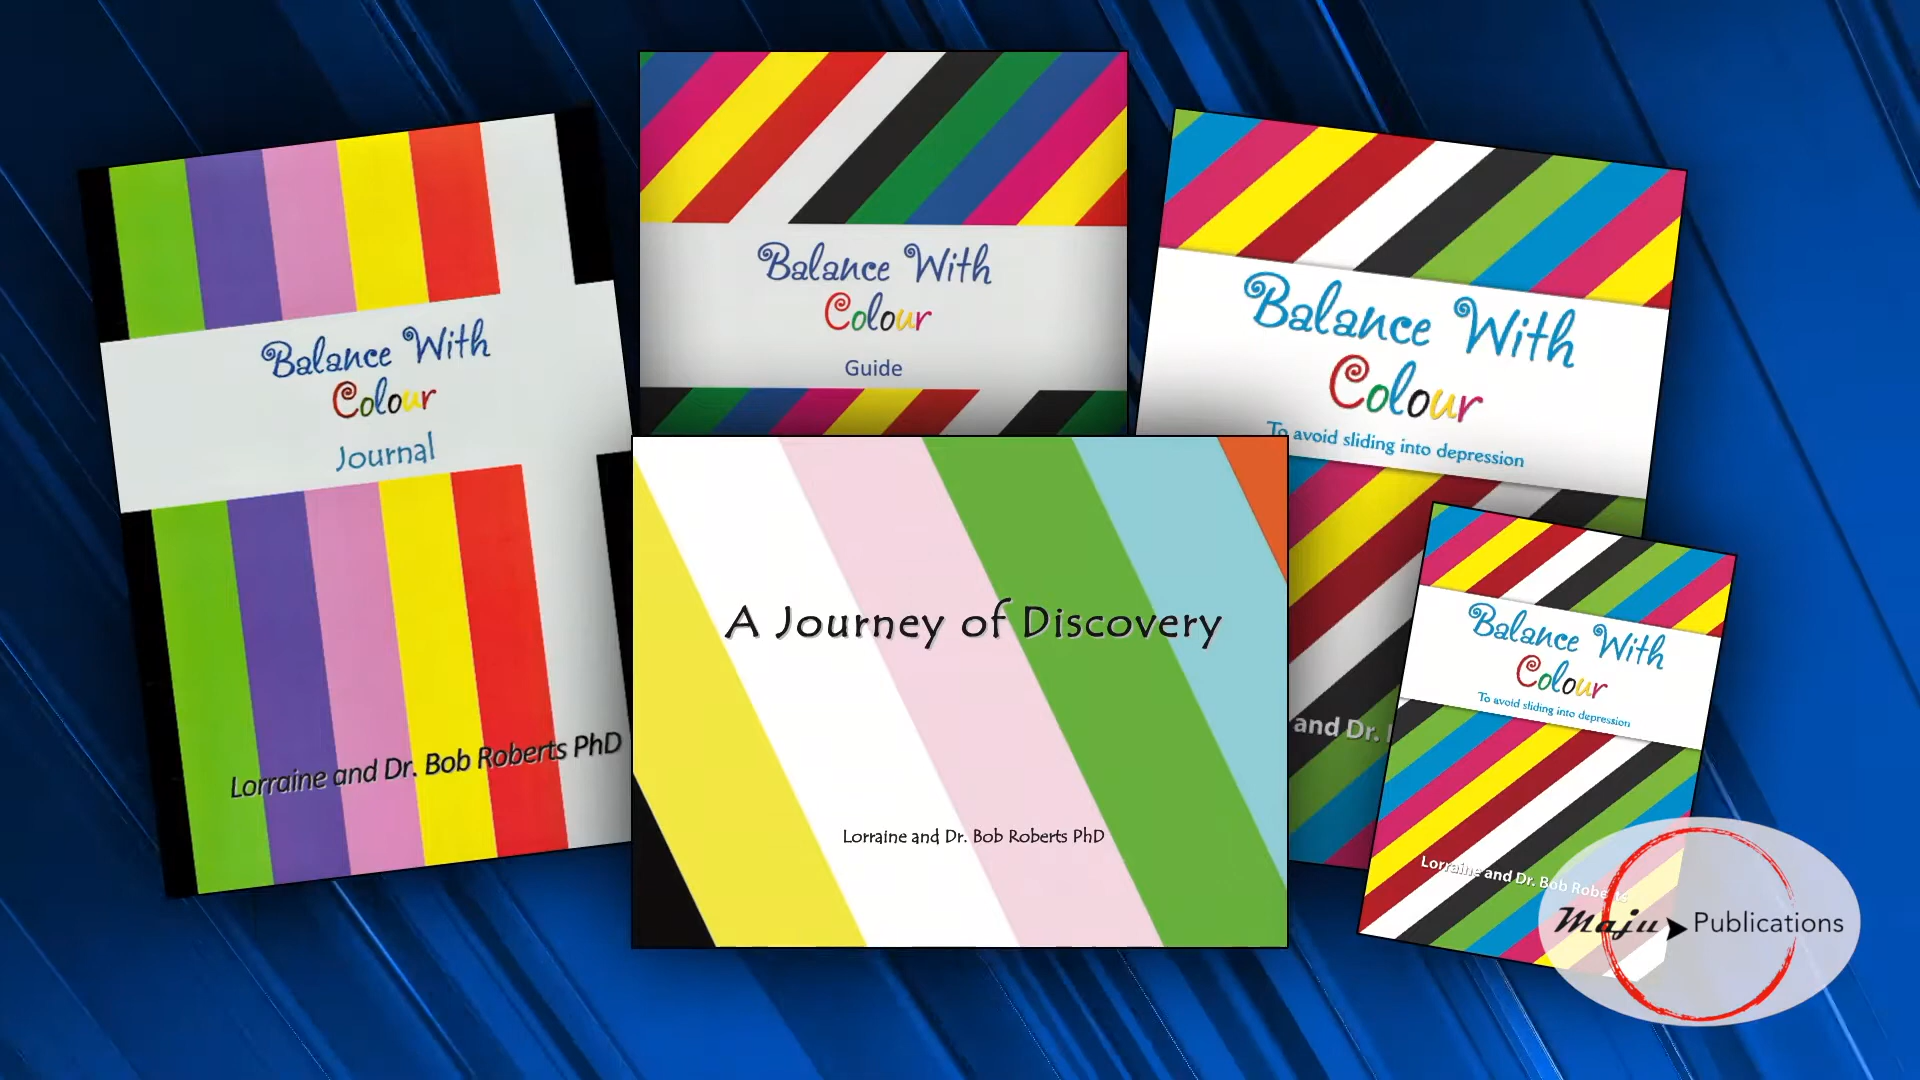 Balance With
Colour
Journal
Lorraine and Dr. Bob Roberts PhD
Balance With
Colour
Guide
A Journey of Discovery
Lorraine and Dr. Bob Roberts PhD
Balance With
Colour
To avoid sliding into depression
and Dr.
Balance With
Colour
To avoid sliding into depression
Lorraine and Dr. Bob Roberts
Maju Publications